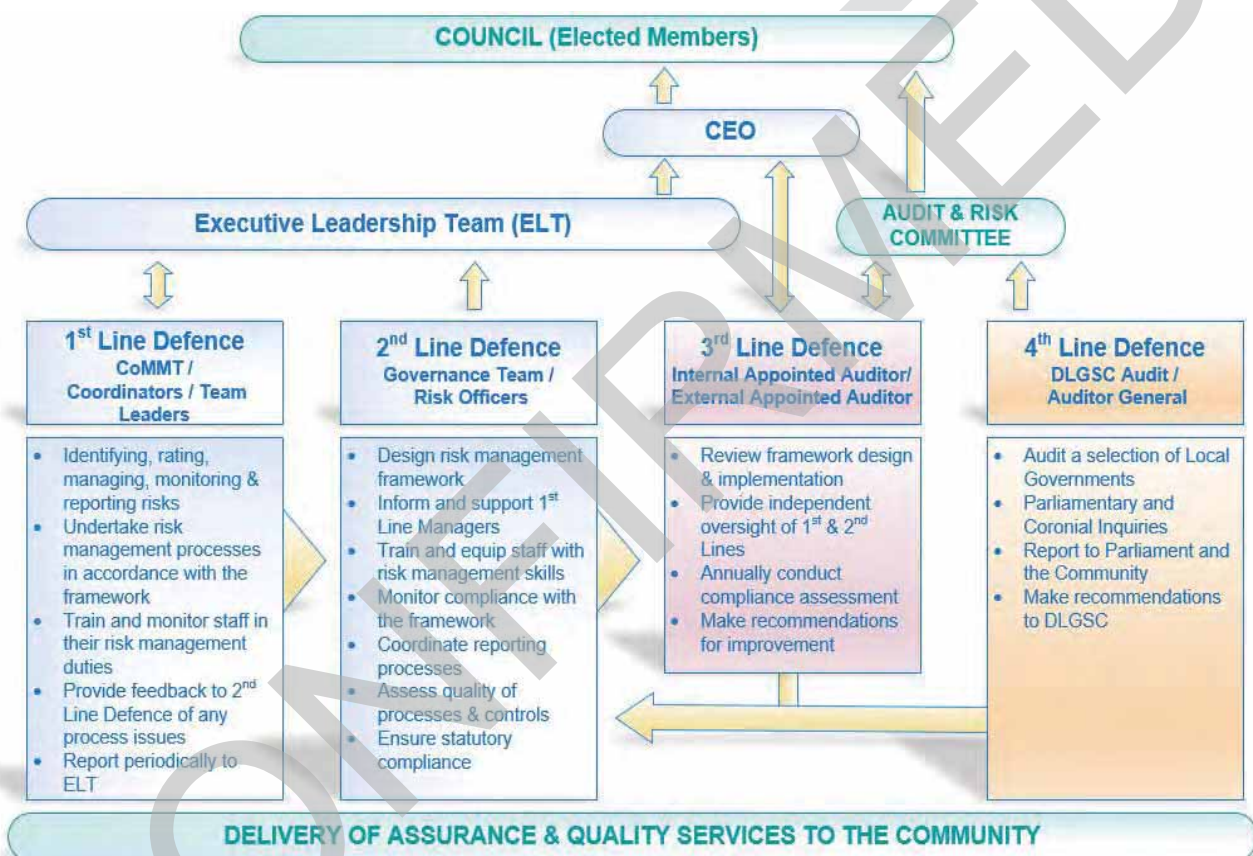 COUNCIL (Elected Members)
CEO
Executive Leadership Team (ELT)
AUDIT & RISK
COMMITTEE
1st Line Defence
CoMMT /
Coordinators / Team
Leaders
• Identifying, rating,
managing, monitoring &
reporting risks
• Undertake risk
management processes
in accordance with the
framework
• Train and monitor staff in
their risk management
duties
• Provide feedback to 2nd
Line Defence of any
process issues
• Report periodically to
ELT
2nd Line Defence
Governance Team /
Risk Officers
• Design risk management
framework
• Inform and support 1st
Line Managers
• Train and equip staff with
risk management skills
• Monitor compliance with
the framework
• Coordinate reporting
processes
• Assess quality of
processes & controls
• Ensure statutory
compliance
3rd Line Defence
Internal Appointed Auditor/
External Appointed Auditor
• Review framework design
& implementation
• Provide independent
oversight of 1st & 2nd
Lines
• Annually conduct
compliance assessment
• Make recommendations
for improvement
4th Line Defence
DLGSC Audit /
Auditor General
• Audit a selection of Local
Governments
• Parliamentary and
Coronial Inquiries
• Report to Parliament and
the Community
• Make recommendations
to DLGSC
DELIVERY OF ASSURANCE & QUALITY SERVICES TO THE COMMUNITY
ONFIRMED